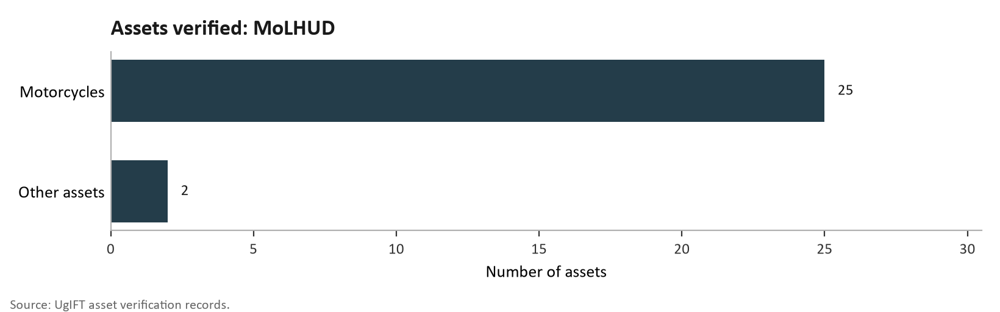 Assets verified: MoLHUD
Motorcycles
25
Other assets
2
0 5 10 15 20 25 30
Number of assets
Source: UgIFT asset verification records.